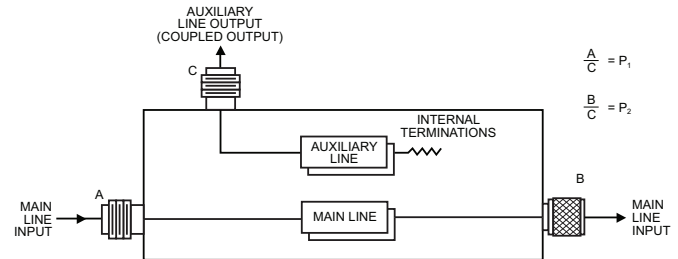 AUXILIARY
LINE OUTPUT
(COUPLED OUTPUT)
C
A
C
= P₁
B
C
= P₂
INTERNAL
TERMINATIONS
AUXILIARY
LINE
A
B
MAIN
LINE
INPUT
MAIN LINE
MAIN
LINE
INPUT